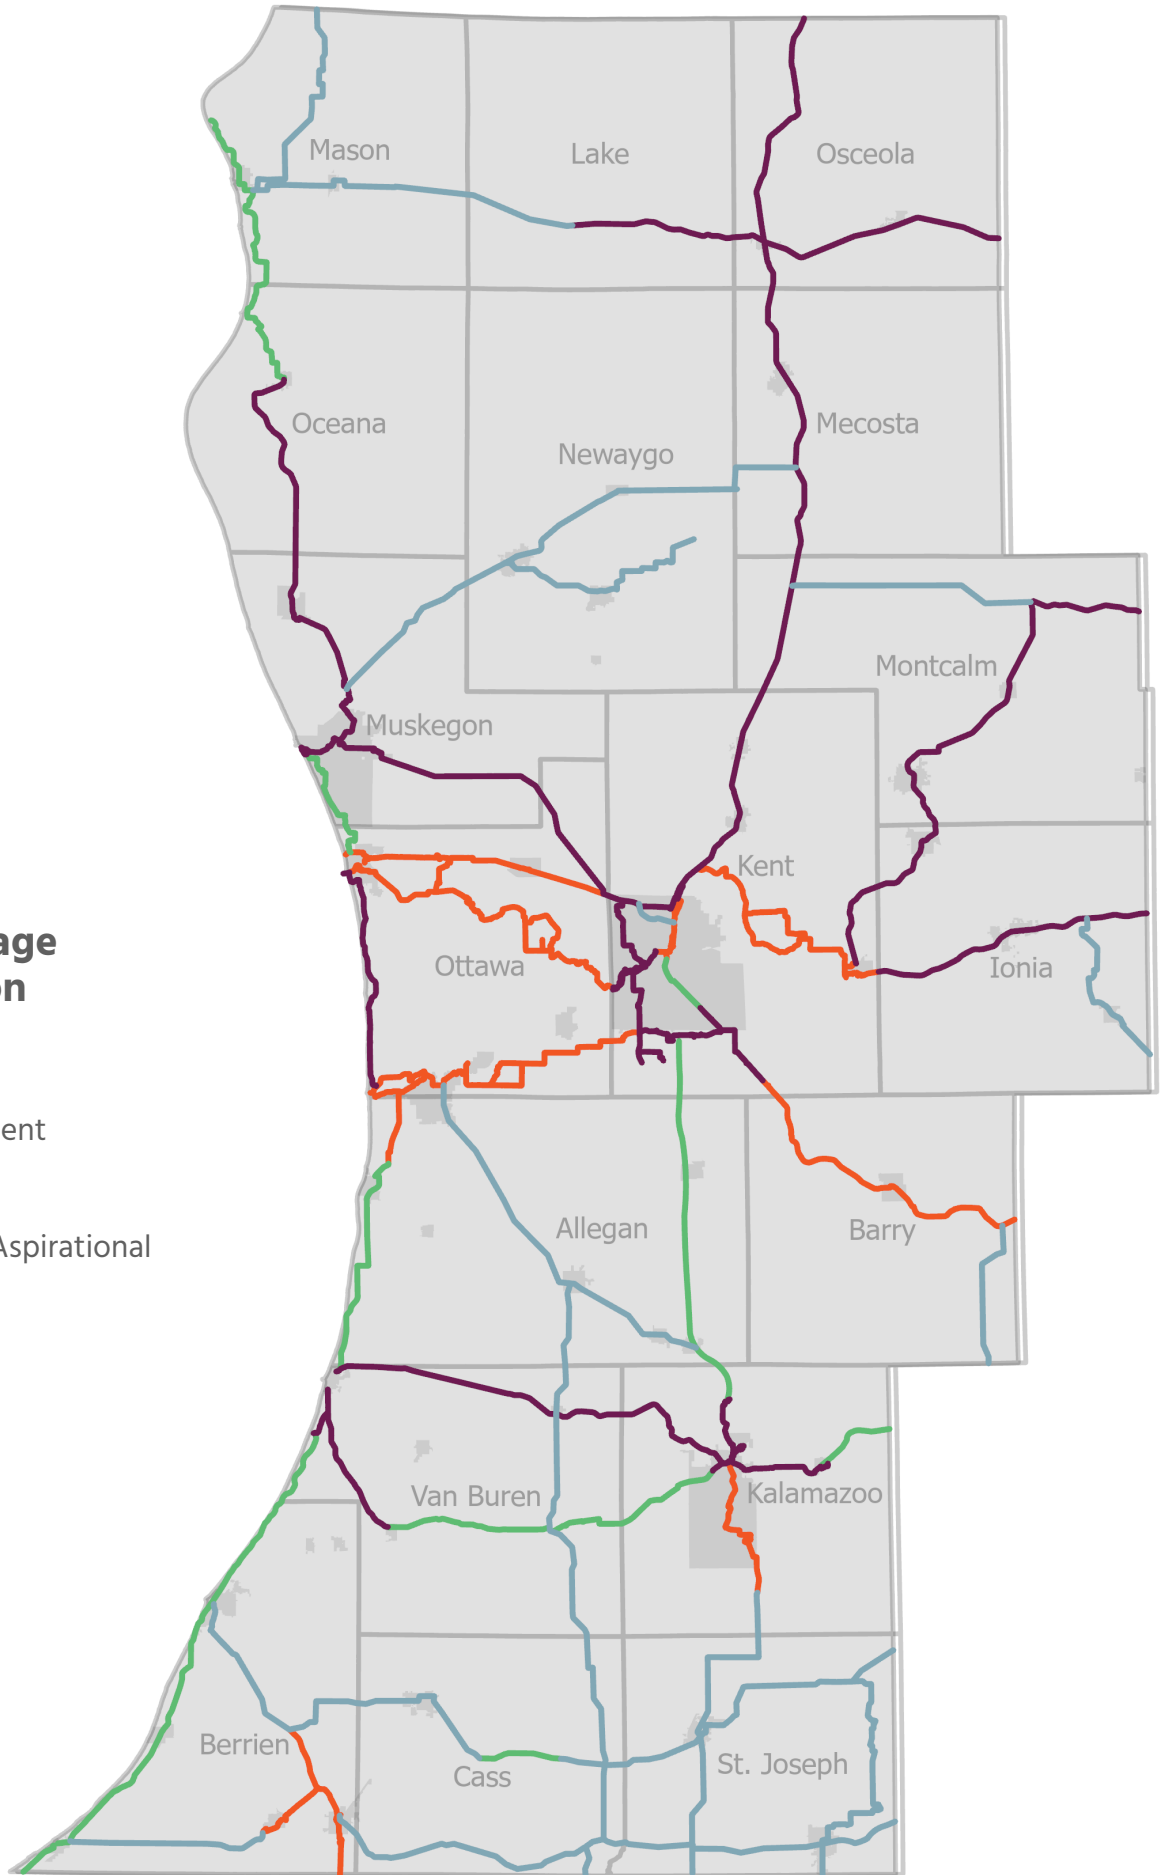 Mason
Lake
Osceola
Oceana
Mecosta
Newaygo
Montcalm
Muskegon
Kent
age
on
Ottawa
Ionia
ent
Allegan
Barry
Aspirational
Van Buren
Kalamazoo
Berrien
St. Joseph
Cass